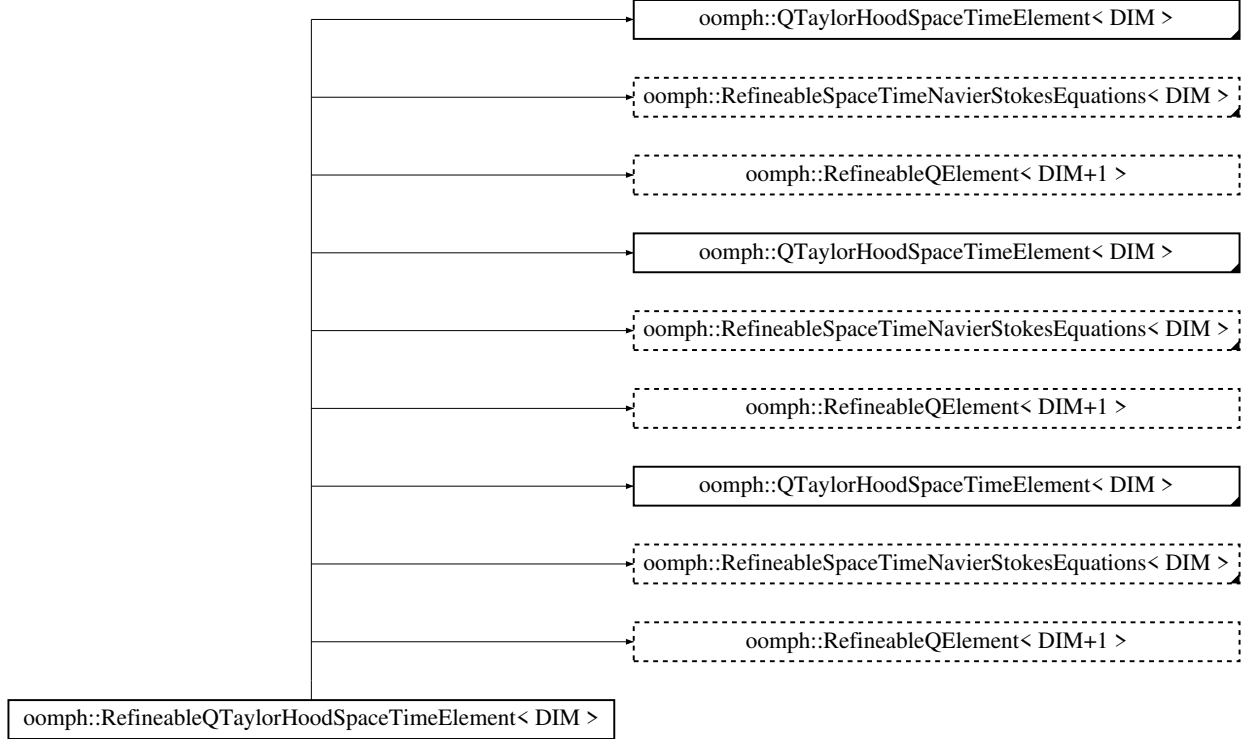 oomph::QTaylorHoodSpaceTimeElement< DIM >
oomph::RefineableSpaceTimeNavierStokesEquations< DIM >
oomph::RefineableQElement< DIM+1 >
oomph::QTaylorHoodSpaceTimeElement< DIM >
oomph::RefineableSpaceTimeNavierStokesEquations< DIM >
oomph::RefineableQElement< DIM+1 >
oomph::QTaylorHoodSpaceTimeElement< DIM >
oomph::RefineableSpaceTimeNavierStokesEquations< DIM >
oomph::RefineableQElement< DIM+1 >
oomph::RefineableQTaylorHoodSpaceTimeElement< DIM >